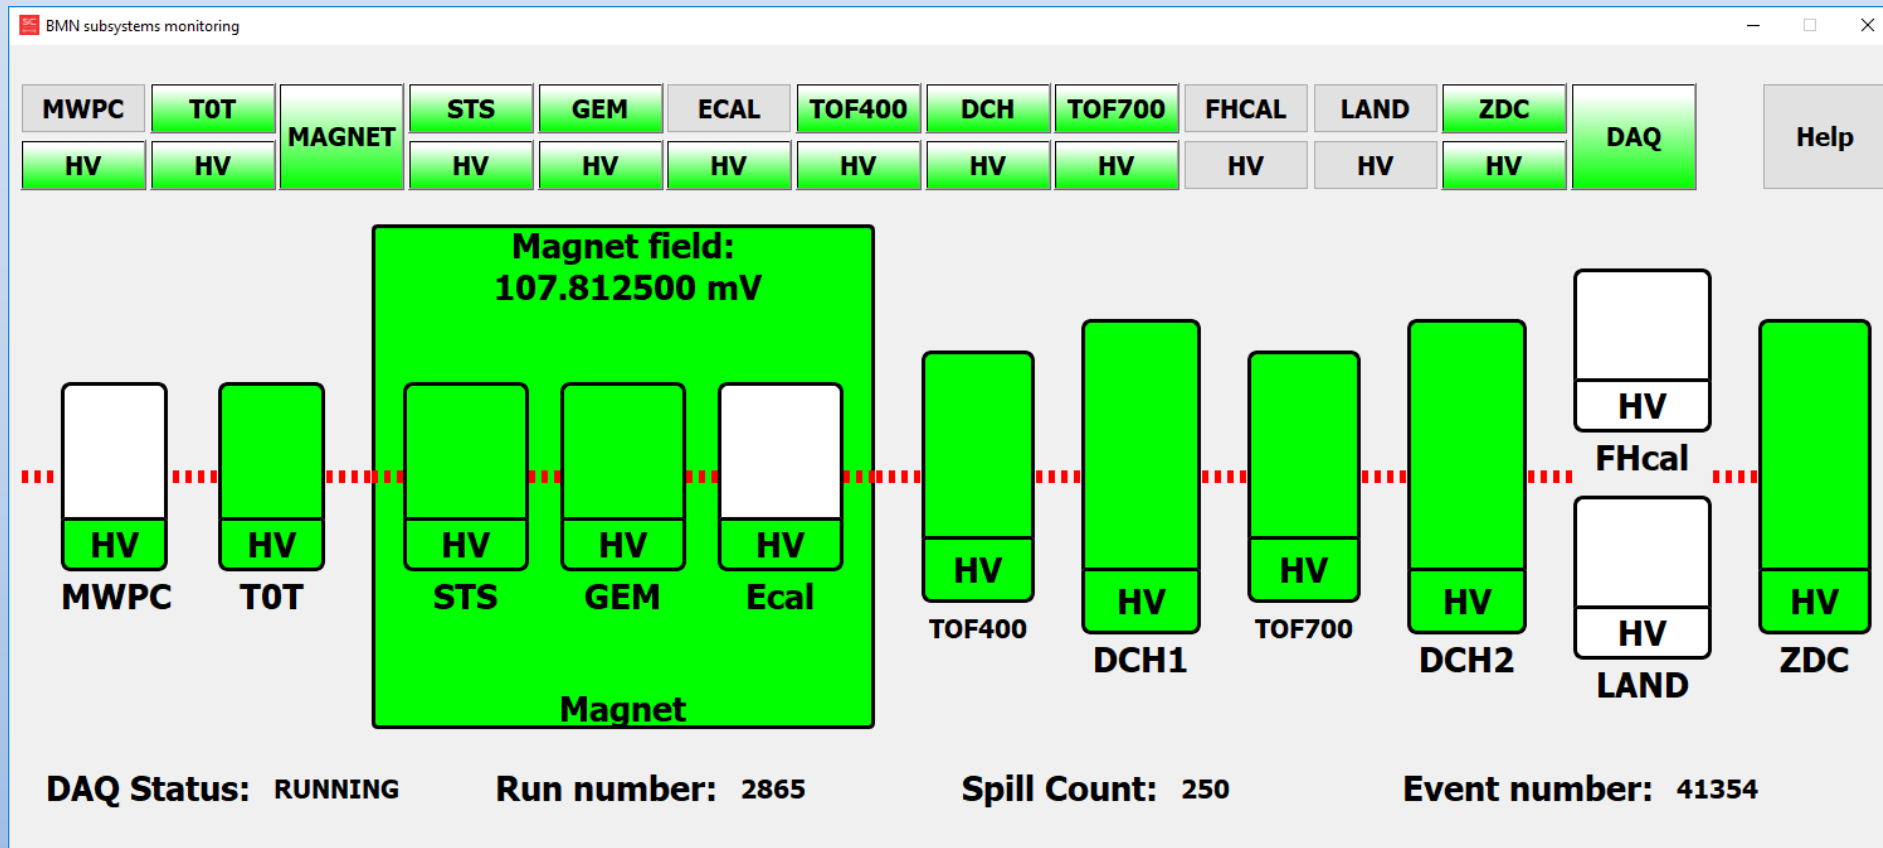 BMN subsystems monitoring
MWPC T0T MAGNET STS GEM ECAL TOF400 DCH TOF700 FHCAL LAND ZDC DAQ Help
HV HV HV HV HV HV HV HV HV HV HV
Magnet field:
107.812500 mV
HV
FHcal
HV HV HV HV HV
MWPC T0T STS GEM Ecal
HV HV
TOF400 TOF700
HV HV HV
DCH1 DCH2 ZDC
HV
LAND
Magnet
DAQ Status: RUNNING Run number: 2865 Spill Count: 250 Event number: 41354